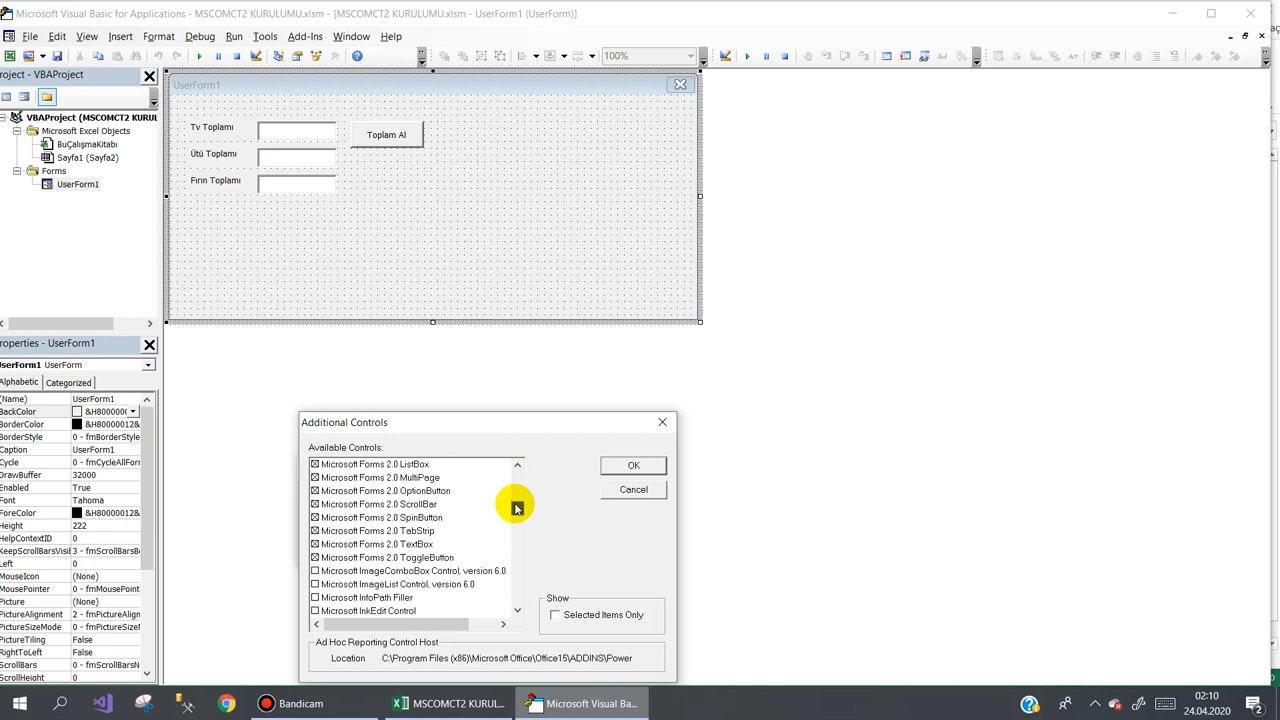 Microsoft Visual Basic for Applications - MSCOMCT2 KURULUMU.xlsm - [MSCOMCT2 KURULUMU.xlsm - UserForm1 (UserForm)]
File Edit View Insert Format Debug Run Tools Add-Ins Window Help
100%
roject - VBAProject
VBAProject (MSCOMCT2 KURUL
Microsoft Excel Objects
BuÇalışmaKitabı
Sayfa1 (Sayfa2)
Forms
UserForm1
UserForm1
Tv Toplamı
Toplam Al
Ütü Toplamı
Fırın Toplamı
roperties - UserForm1
UserForm1 UserForm
Alphabetic Categorized
(Name) UserForm1
BackColor &H8000000
BorderColor &H80000012&
BorderStyle 0 - fmBorderStyle
Caption UserForm1
Cycle 0 - fmCycleAllForm
DrawBuffer 32000
Enabled True
Font Tahoma
ForeColor &H80000012&
Height 222
HelpContextID 0
KeepScrollBarsVisib 3 - fmScrollBarsB
Left 0
MouseIcon (None)
MousePointer 0 - fmMousePoint
Picture (None)
PictureAlignment 2 - fmPictureAlign
PictureSizeMode 0 - fmPictureSizeM
PictureTiling False
RightToLeft False
ScrollBars 0 - fmScrollBarsN
ScrollHeight 0
Additional Controls
Available Controls:
Microsoft Forms 2.0 ListBox
Microsoft Forms 2.0 MultiPage
Microsoft Forms 2.0 OptionButton
Microsoft Forms 2.0 ScrollBar
Microsoft Forms 2.0 SpinButton
Microsoft Forms 2.0 TabStrip
Microsoft Forms 2.0 TextBox
Microsoft Forms 2.0 ToggleButton
Microsoft ImageComboBox Control, version 6.0
Microsoft ImageList Control, version 6.0
Microsoft InfoPath Filler
Microsoft InkEdit Control
OK
Cancel
Show
Selected Items Only
Ad Hoc Reporting Control Host
Location C:\Program Files (x86)\Microsoft Office\Office15\ADDINS\Power
Bandicam
MSCOMCT2 KURUL...
Microsoft Visual Ba...
02:10
24.04.2020
2